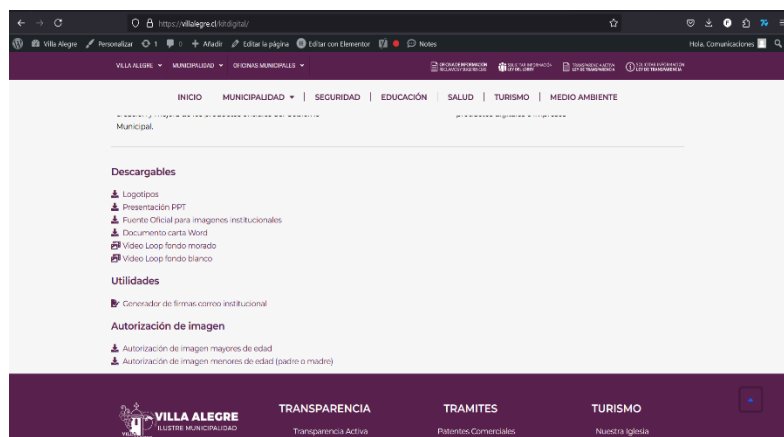 https://villalegre.cl/kitdigital/
Villa Alegre Personalizar 1 0 Añadir Editar la página Editar con Elementor Notes Hola, Comunicaciones
VILLA ALEGRE MUNICIPALIDAD OFICINAS MUNICIPALES
INICIO MUNICIPALIDAD | SEGURIDAD | EDUCACIÓN | SALUD | TURISMO | MEDIO AMBIENTE
Municipal.
Descargables
Logotipos
Presentación PPT
Fuente Oficial para imagenes institucionales
Documento carta Word
Video Loop fondo morado
Video Loop fondo blanco
Utilidades
Generador de firmas correo institucional
Autorización de imagen
Autorización de imagen mayores de edad
Autorización de imagen menores de edad (padre o madre)
VILLA ALEGRE
ILUSTRE MUNICIPALIDAD
TRANSPARENCIA TRAMITES TURISMO
Transparencia Activa Patentes Comerciales Nuestra Iglesia